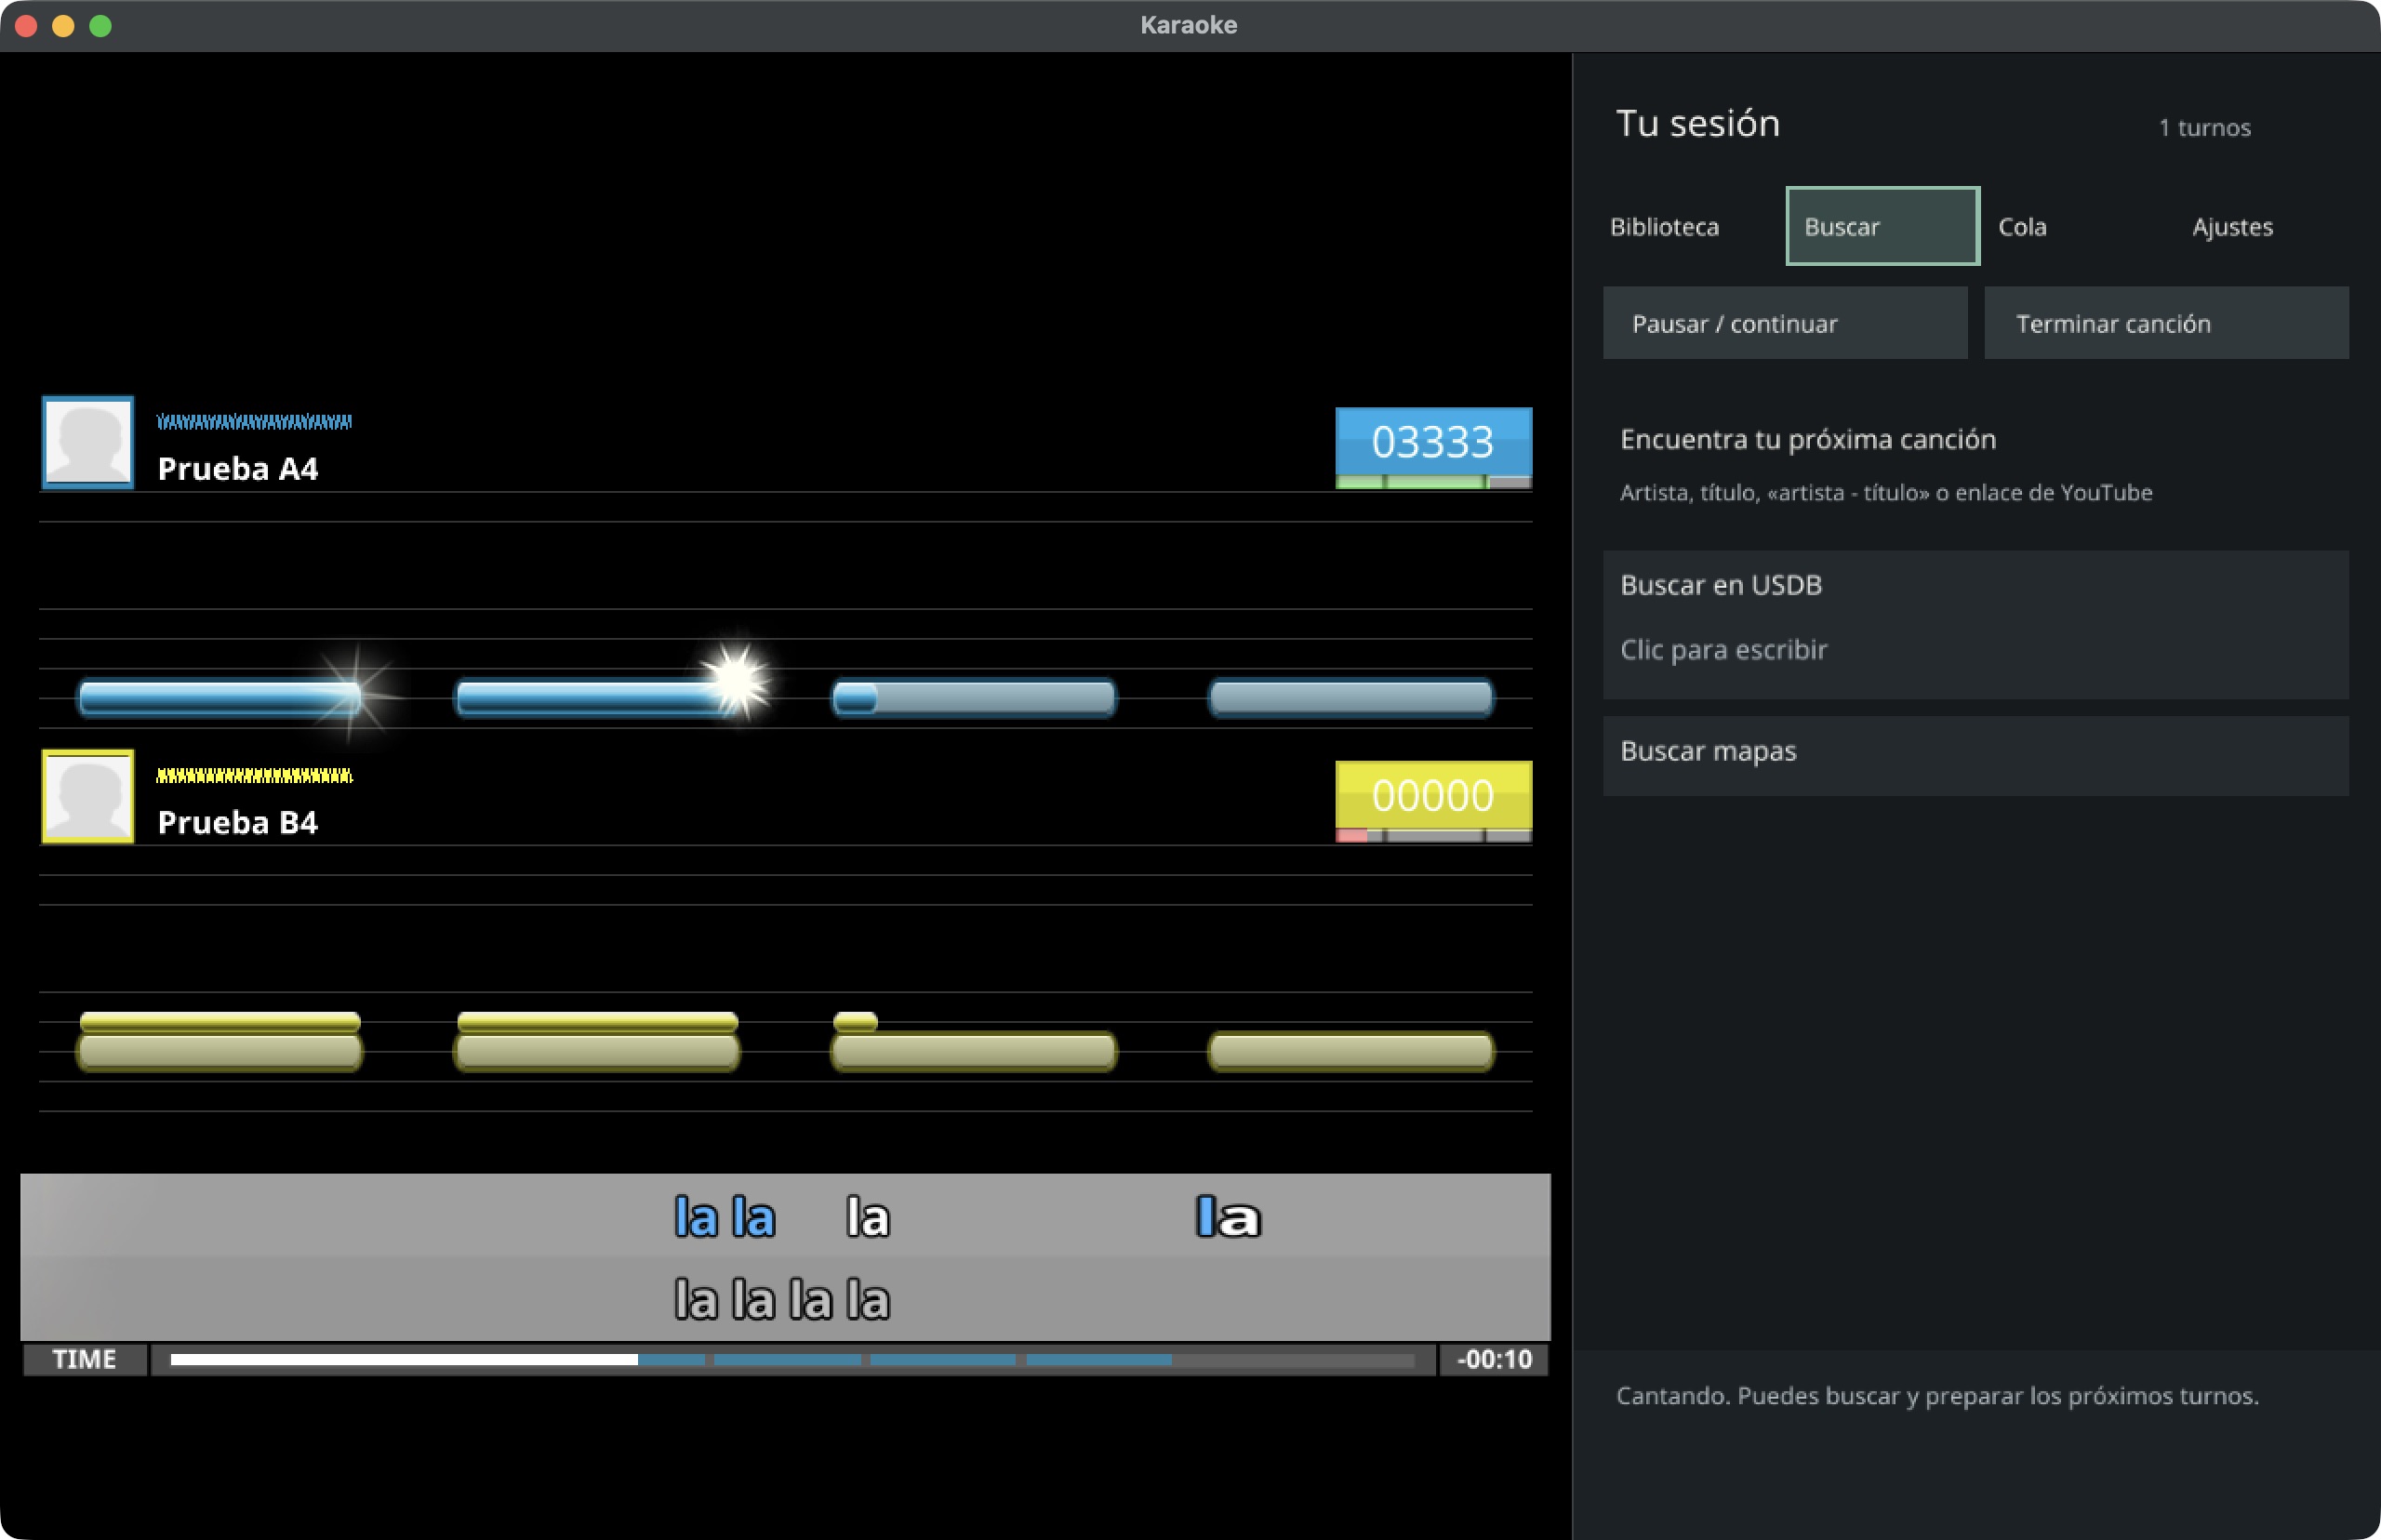 Karaoke
Tu sesión
1 turnos
Biblioteca
Buscar
Cola
Ajustes
Pausar / continuar
Terminar canción
Encuentra tu próxima canción
Artista, título, «artista - título» o enlace de YouTube
Buscar en USDB
Clic para escribir
Buscar mapas
Prueba A4
03333
Prueba B4
00000
la la la la
la la la la
TIME
-00:10
Cantando. Puedes buscar y preparar los próximos turnos.